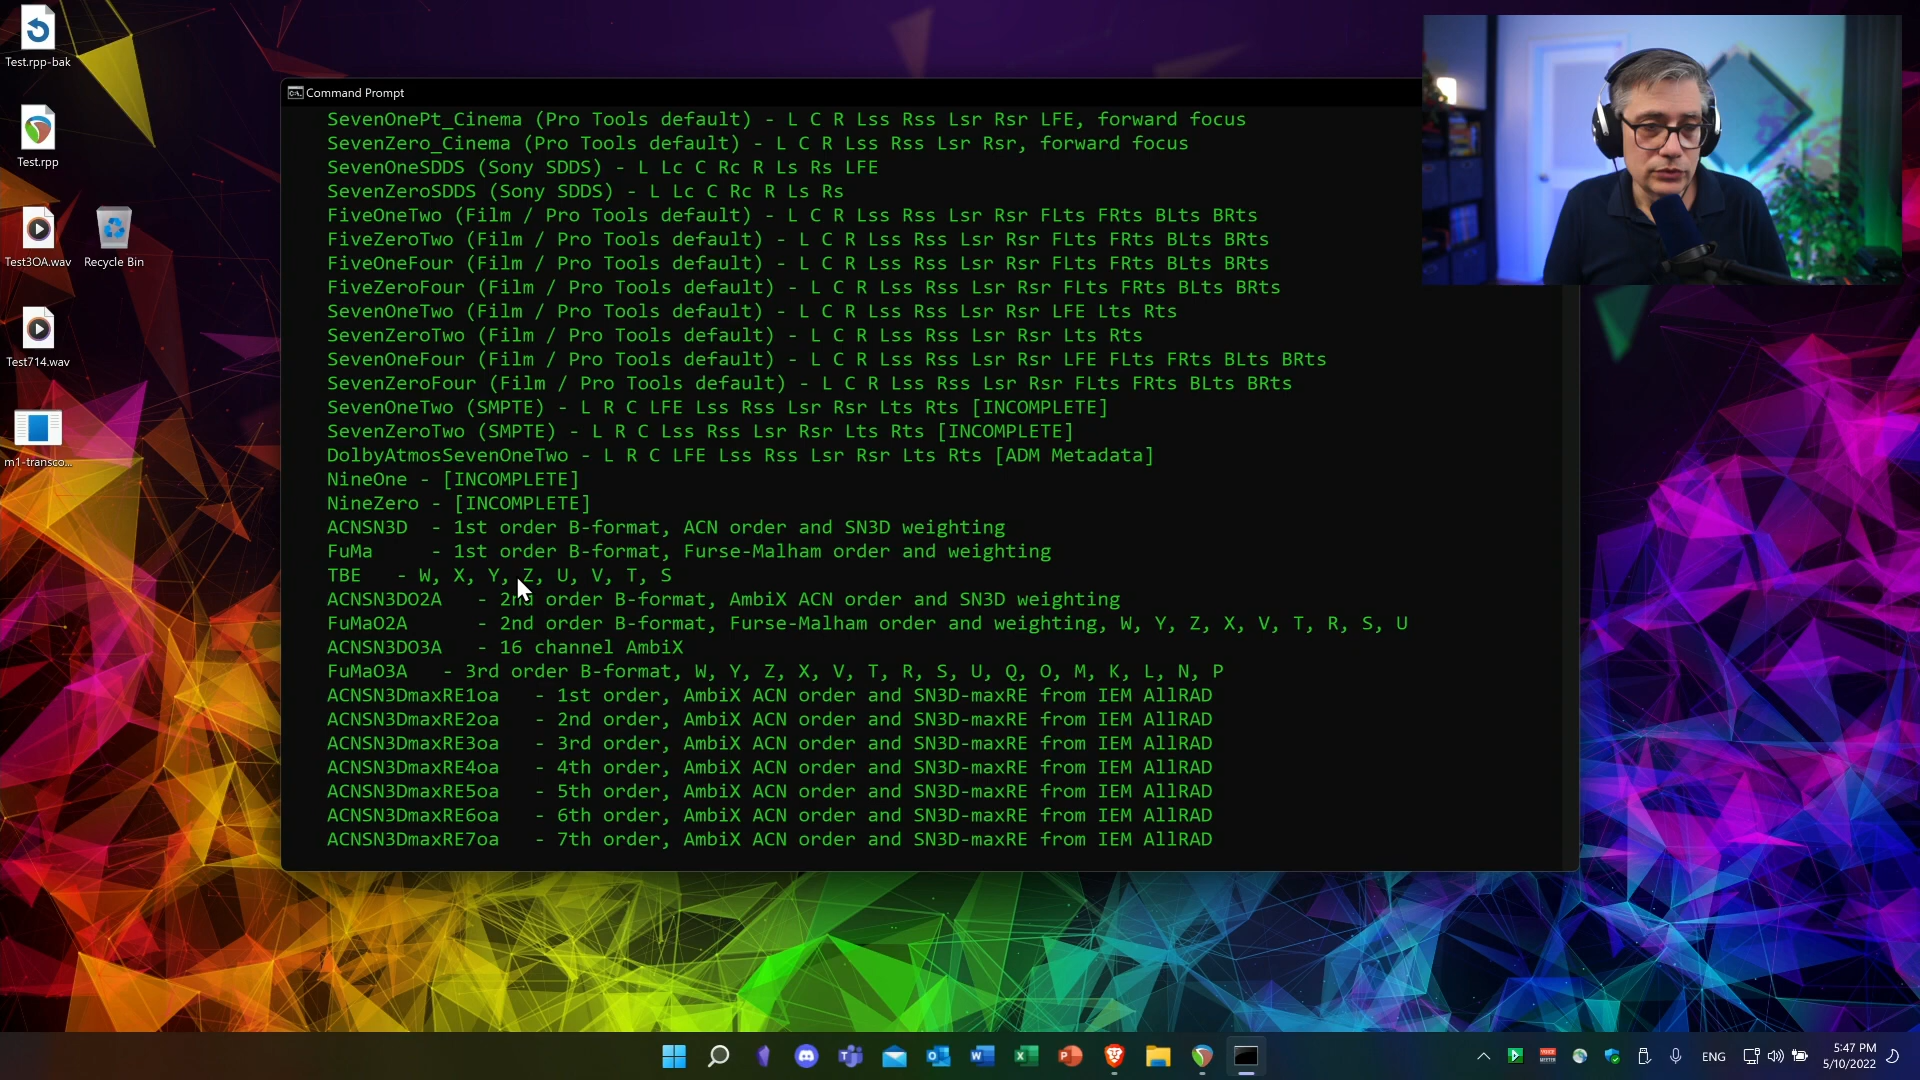 Test.rpp-bak
Test.rpp
Test3OA.wav
Recycle Bin
Test714.wav
m1-transco...
Command Prompt
SevenOnePt_Cinema (Pro Tools default) - L C R Lss Rss Lsr Rsr LFE, forward focus
SevenZero_Cinema (Pro Tools default) - L C R Lss Rss Lsr Rsr, forward focus
SevenOneSDDS (Sony SDDS) - L Lc C Rc R Ls Rs LFE
SevenZeroSDDS (Sony SDDS) - L Lc C Rc R Ls Rs
FiveOneTwo (Film / Pro Tools default) - L C R Lss Rss Lsr Rsr FLts FRts BLts BRts
FiveZeroTwo (Film / Pro Tools default) - L C R Lss Rss Lsr Rsr FLts FRts BLts BRts
FiveOneFour (Film / Pro Tools default) - L C R Lss Rss Lsr Rsr FLts FRts BLts BRts
FiveZeroFour (Film / Pro Tools default) - L C R Lss Rss Lsr Rsr FLts FRts BLts BRts
SevenOneTwo (Film / Pro Tools default) - L C R Lss Rss Lsr Rsr LFE Lts Rts
SevenZeroTwo (Film / Pro Tools default) - L C R Lss Rss Lsr Rsr Lts Rts
SevenOneFour (Film / Pro Tools default) - L C R Lss Rss Lsr Rsr LFE FLts FRts BLts BRts
SevenZeroFour (Film / Pro Tools default) - L C R Lss Rss Lsr Rsr FLts FRts BLts BRts
SevenOneTwo (SMPTE) - L R C LFE Lss Rss Lsr Rsr Lts Rts [INCOMPLETE]
SevenZeroTwo (SMPTE) - L R C Lss Rss Lsr Rsr Lts Rts [INCOMPLETE]
DolbyAtmosSevenOneTwo - L R C LFE Lss Rss Lsr Rsr Lts Rts [ADM Metadata]
NineOne - [INCOMPLETE]
NineZero - [INCOMPLETE]
ACNSN3D - 1st order B-format, ACN order and SN3D weighting
FuMa - 1st order B-format, Furse-Malham order and weighting
TBE - W, X, Y, Z, U, V, T, S
ACNSN3DO2A - 2nd order B-format, AmbiX ACN order and SN3D weighting
FuMaO2A - 2nd order B-format, Furse-Malham order and weighting, W, Y, Z, X, V, T, R, S, U
ACNSN3DO3A - 16 channel AmbiX
FuMaO3A - 3rd order B-format, W, Y, Z, X, V, T, R, S, U, Q, O, M, K, L, N, P
ACNSN3DmaxRE1oa - 1st order, AmbiX ACN order and SN3D-maxRE from IEM AllRAD
ACNSN3DmaxRE2oa - 2nd order, AmbiX ACN order and SN3D-maxRE from IEM AllRAD
ACNSN3DmaxRE3oa - 3rd order, AmbiX ACN order and SN3D-maxRE from IEM AllRAD
ACNSN3DmaxRE4oa - 4th order, AmbiX ACN order and SN3D-maxRE from IEM AllRAD
ACNSN3DmaxRE5oa - 5th order, AmbiX ACN order and SN3D-maxRE from IEM AllRAD
ACNSN3DmaxRE6oa - 6th order, AmbiX ACN order and SN3D-maxRE from IEM AllRAD
ACNSN3DmaxRE7oa - 7th order, AmbiX ACN order and SN3D-maxRE from IEM AllRAD
ENG
5:47 PM
5/10/2022